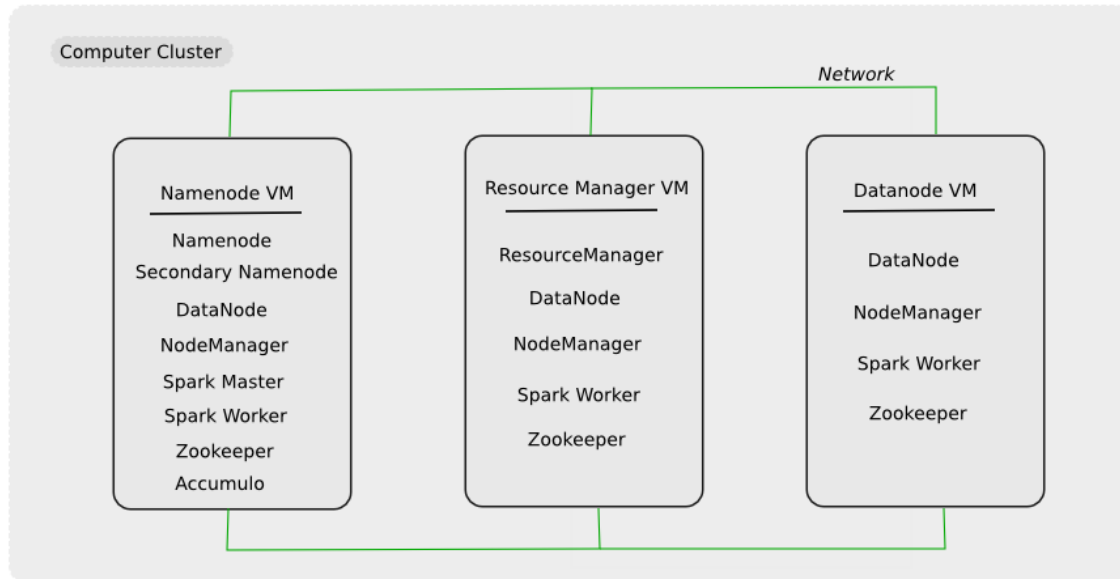 Computer Cluster
Network
Namenode VM
Namenode
Secondary Namenode
DataNode
NodeManager
Spark Master
Spark Worker
Zookeeper
Accumulo
Resource Manager VM
ResourceManager
DataNode
NodeManager
Spark Worker
Zookeeper
Datanode VM
DataNode
NodeManager
Spark Worker
Zookeeper